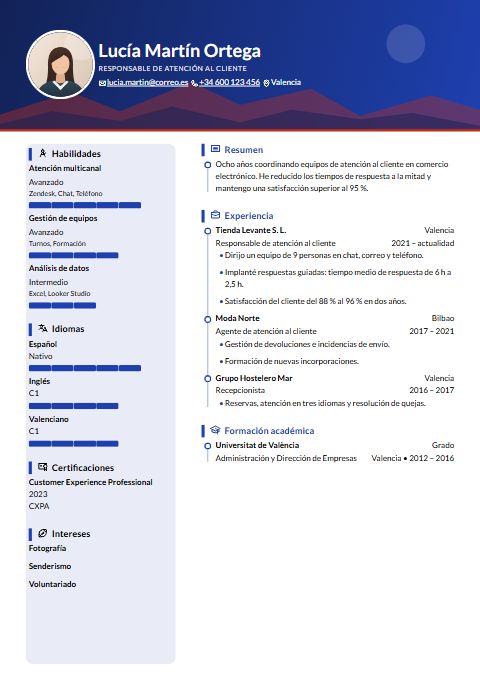 Lucía Martín Ortega
RESPONSABLE DE ATENCIÓN AL CLIENTE
lucia.martin@correo.es +34 600 123 456 Valencia
Habilidades
Atención multicanal
Avanzado
Zendesk, Chat, Teléfono
Gestión de equipos
Avanzado
Turnos, Formación
Análisis de datos
Intermedio
Excel, Looker Studio
Idiomas
Español
Nativo
Inglés
C1
Valenciano
C1
Certificaciones
Customer Experience Professional
2023
CXPA
Intereses
Fotografía
Senderismo
Voluntariado
Resumen
Ocho años coordinando equipos de atención al cliente en comercio
electrónico. He reducido los tiempos de respuesta a la mitad y
mantengo una satisfacción superior al 95 %.
Experiencia
Tienda Levante S. L. Valencia
Responsable de atención al cliente 2021 – actualidad
• Dirijo un equipo de 9 personas en chat, correo y teléfono.
• Implanté respuestas guiadas: tiempo medio de respuesta de 6 h a
2,5 h.
• Satisfacción del cliente del 88 % al 96 % en dos años.
Moda Norte Bilbao
Agente de atención al cliente 2017 – 2021
• Gestión de devoluciones e incidencias de envío.
• Formación de nuevas incorporaciones.
Grupo Hostelero Mar Valencia
Recepcionista 2016 – 2017
• Reservas, atención en tres idiomas y resolución de quejas.
Formación académica
Universitat de València Grado
Administración y Dirección de Empresas Valencia • 2012 – 2016